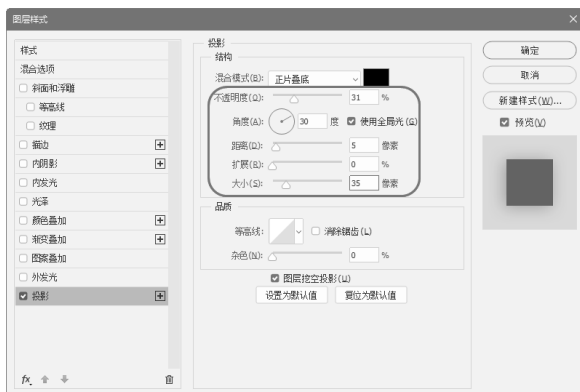 图层样式
样式
混合选项
斜面和浮雕
等高线
纹理
描边
内阴影
内发光
光泽
颜色叠加
渐变叠加
图案叠加
外发光
投影
fx
投影
结构
混合模式(B): 正片叠底
不透明度(O): 31 %
角度(A): 30 度 使用全局光(G)
距离(D): 5 像素
扩展(R): 0 %
大小(S): 35 像素
品质
等高线: 消除锯齿(L)
杂色(N): 0 %
图层挖空投影(U)
设置为默认值 复位为默认值
确定
取消
新建样式(W)...
预览(V)